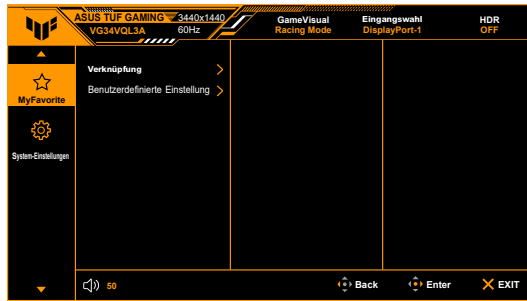 ASUS TUF GAMING
VG34VQL3A
3440x1440
60Hz
GameVisual
Racing Mode
Eingangswahl
DisplayPort-1
HDR
OFF
MyFavorite
System-Einstellungen
Verknüpfung
Benutzerdefinierte Einstellung
50
Back
Enter
EXIT